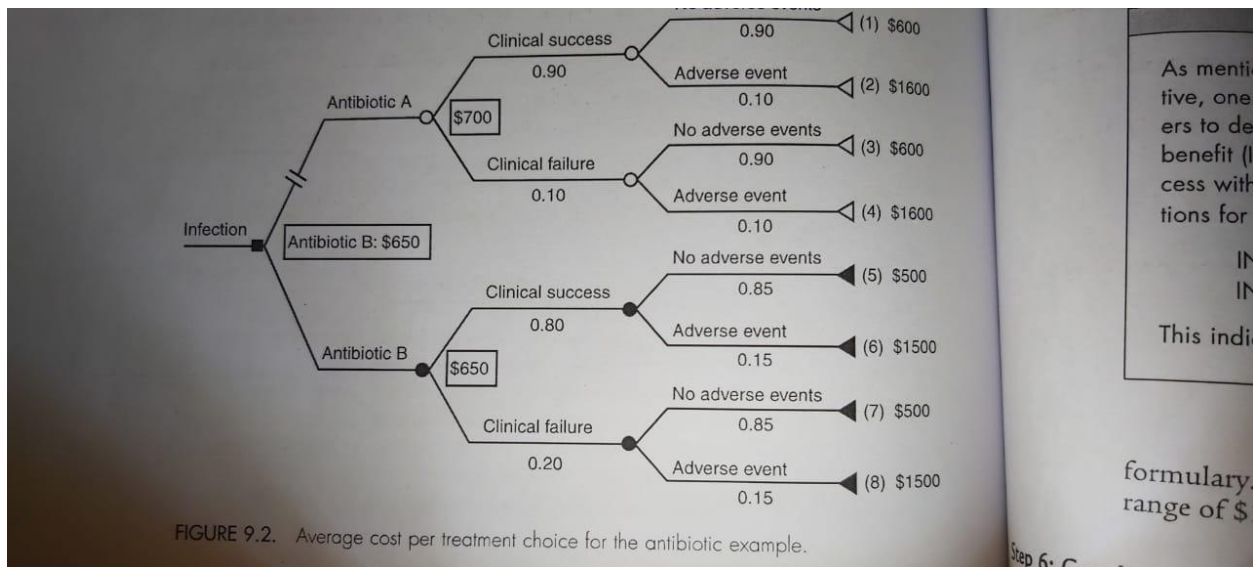 (1) $600
0.90
Clinical success
0.90
Adverse event
(2) $1600
0.10
Antibiotic A
$700
No adverse events
(3) $600
0.90
Clinical failure
0.10
Adverse event
(4) $1600
0.10
Infection
Antibiotic B: $650
No adverse events
(5) $500
0.85
Clinical success
0.80
Adverse event
(6) $1500
0.15
Antibiotic B
$650
No adverse events
(7) $500
0.85
Clinical failure
0.20
Adverse event
(8) $1500
0.15
FIGURE 9.2. Average cost per treatment choice for the antibiotic example.
As menti
tive, one
ers to de
benefit (I
cess with
tions for
IN
IN
This indi
formulary.
range of $
Step 6: